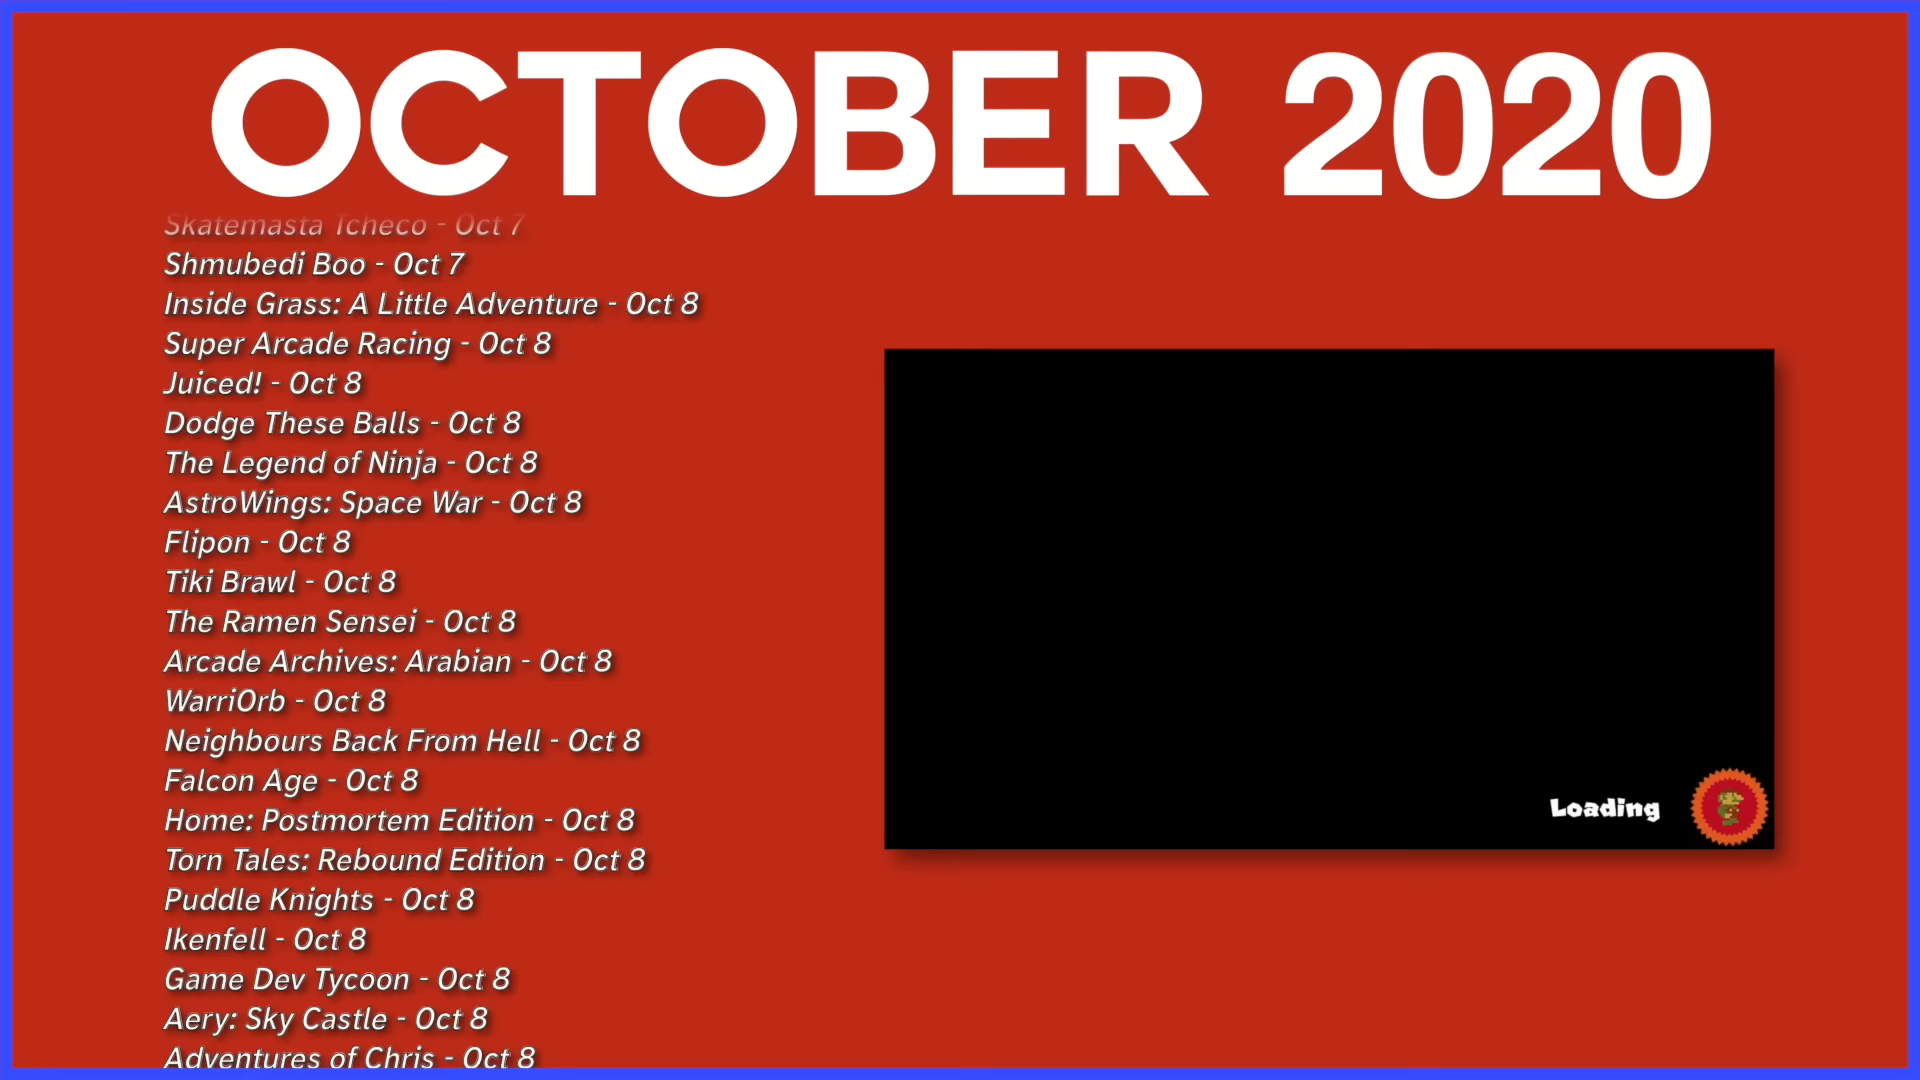 OCTOBER 2020
Skatemasta Tcheco - Oct 7
Shmubedi Boo - Oct 7
Inside Grass: A Little Adventure - Oct 8
Super Arcade Racing - Oct 8
Juiced! - Oct 8
Dodge These Balls - Oct 8
The Legend of Ninja - Oct 8
AstroWings: Space War - Oct 8
Flipon - Oct 8
Tiki Brawl - Oct 8
The Ramen Sensei - Oct 8
Arcade Archives: Arabian - Oct 8
WarriOrb - Oct 8
Neighbours Back From Hell - Oct 8
Falcon Age - Oct 8
Home: Postmortem Edition - Oct 8
Torn Tales: Rebound Edition - Oct 8
Puddle Knights - Oct 8
Ikenfell - Oct 8
Game Dev Tycoon - Oct 8
Aery: Sky Castle - Oct 8
Adventures of Chris - Oct 8
Loading